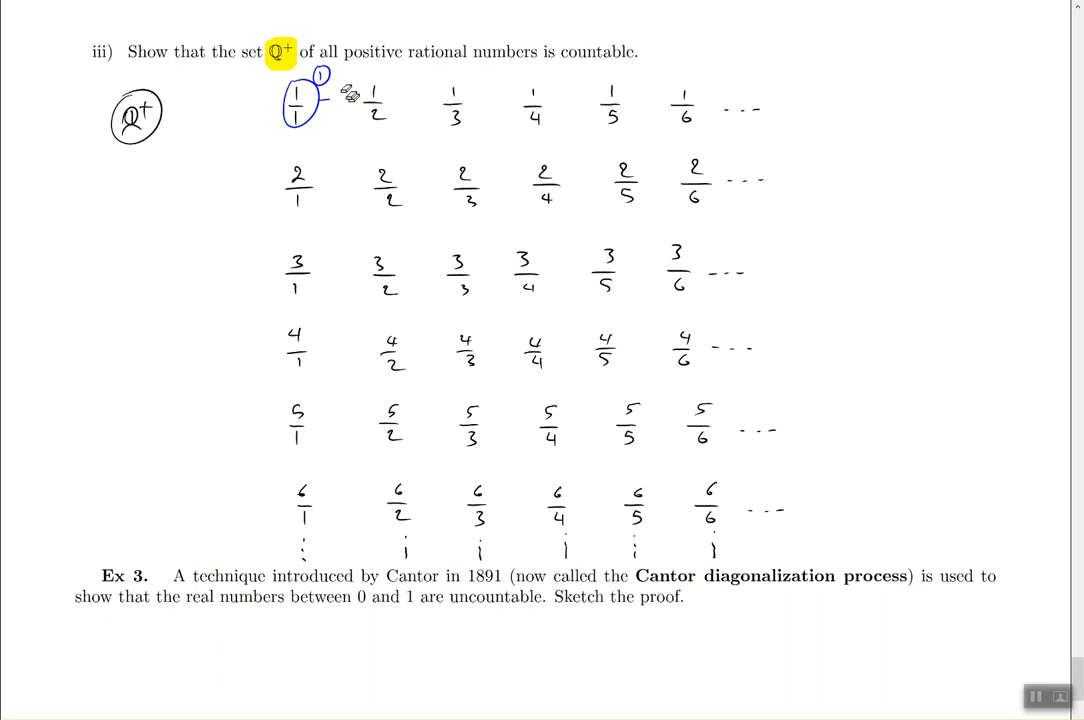 iii) Show that the set ℚ⁺ of all positive rational numbers is countable.
ℚ⁺ 1/1 ① 1/2 1/3 1/4 1/5 1/6 ...
2/1 2/2 2/3 2/4 2/5 2/6 ...
3/1 3/2 3/3 3/4 3/5 3/6 ...
4/1 4/2 4/3 4/4 4/5 4/6 ...
5/1 5/2 5/3 5/4 5/5 5/6 ...
6/1 6/2 6/3 6/4 6/5 6/6 ...
⋮ ⋮ ⋮ ⋮ ⋮ ⋮
Ex 3. A technique introduced by Cantor in 1891 (now called the Cantor diagonalization process) is used to
show that the real numbers between 0 and 1 are uncountable. Sketch the proof.